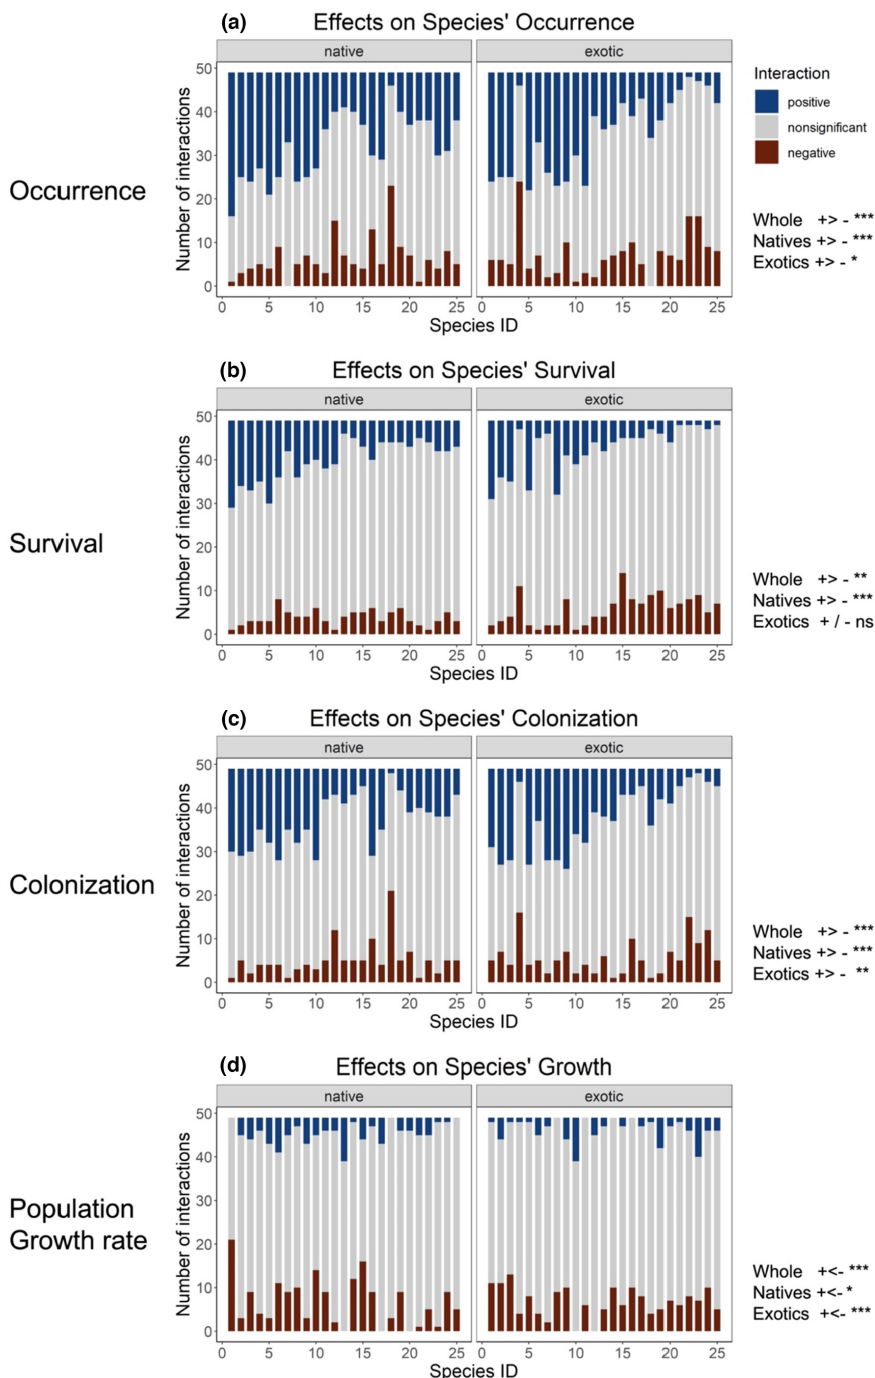 (a) Effects on Species' Occurrence
native exotic
Occurrence
Number of interactions
50
40
30
20
10
0
0 5 10 15 20 25 0 5 10 15 20 25
Species ID
Interaction
positive
nonsignificant
negative
Whole +> - ***
Natives +> - ***
Exotics +> - *
(b) Effects on Species' Survival
native exotic
Survival
Number of interactions
50
40
30
20
10
0
0 5 10 15 20 25 0 5 10 15 20 25
Species ID
Whole +> - **
Natives +> - ***
Exotics + / - ns
(c) Effects on Species' Colonization
native exotic
Colonization
Number of interactions
50
40
30
20
10
0
0 5 10 15 20 25 0 5 10 15 20 25
Species ID
Whole +> - ***
Natives +> - ***
Exotics +> - **
(d) Effects on Species' Growth
native exotic
Population
Growth rate
Number of interactions
50
40
30
20
10
0
0 5 10 15 20 25 0 5 10 15 20 25
Species ID
Whole +<- ***
Natives +<- *
Exotics +<- ***